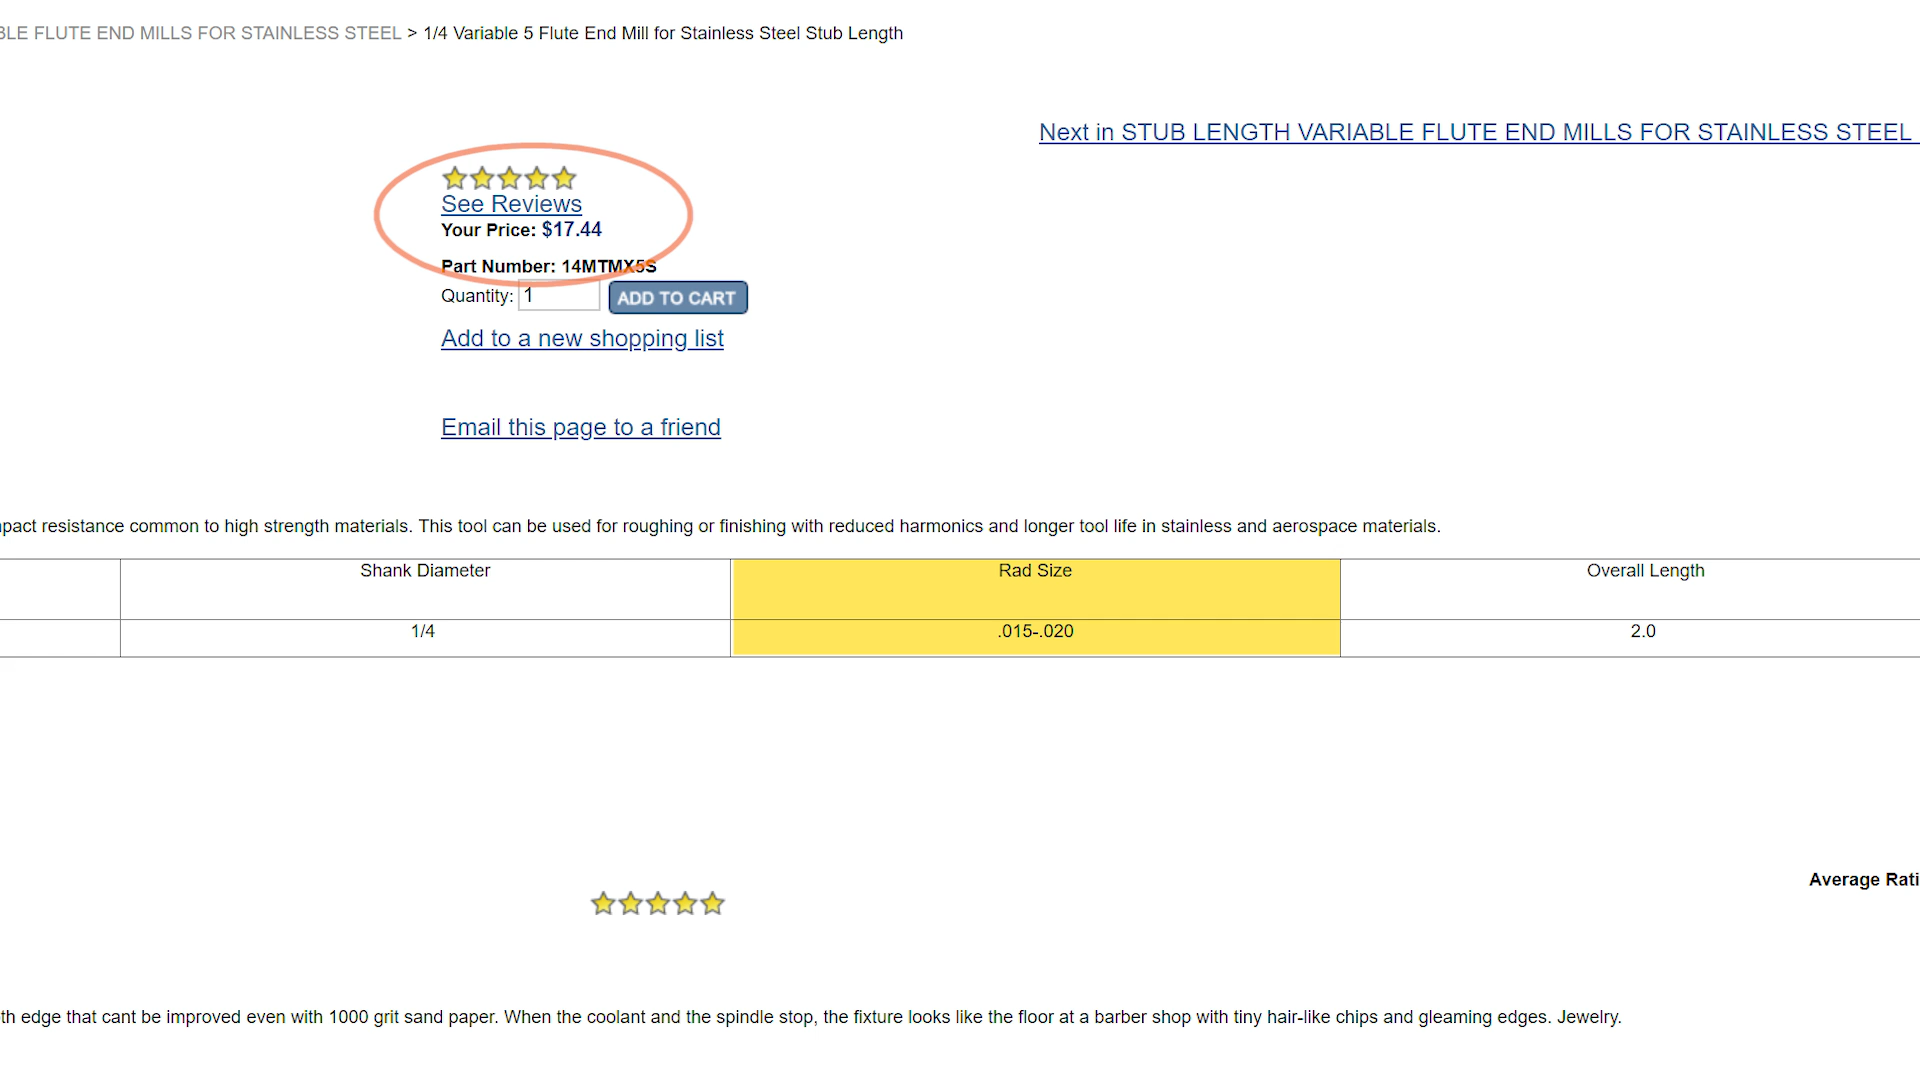 BLE FLUTE END MILLS FOR STAINLESS STEEL > 1/4 Variable 5 Flute End Mill for Stainless Steel Stub Length
Next in STUB LENGTH VARIABLE FLUTE END MILLS FOR STAINLESS STEEL
See Reviews
Your Price: $17.44
Part Number: 14MTMX5S
Quantity: 1 ADD TO CART
Add to a new shopping list
Email this page to a friend
pact resistance common to high strength materials. This tool can be used for roughing or finishing with reduced harmonics and longer tool life in stainless and aerospace materials.
Shank Diameter Rad Size Overall Length
1/4 .015-.020 2.0
Average Rati
th edge that cant be improved even with 1000 grit sand paper. When the coolant and the spindle stop, the fixture looks like the floor at a barber shop with tiny hair-like chips and gleaming edges. Jewelry.